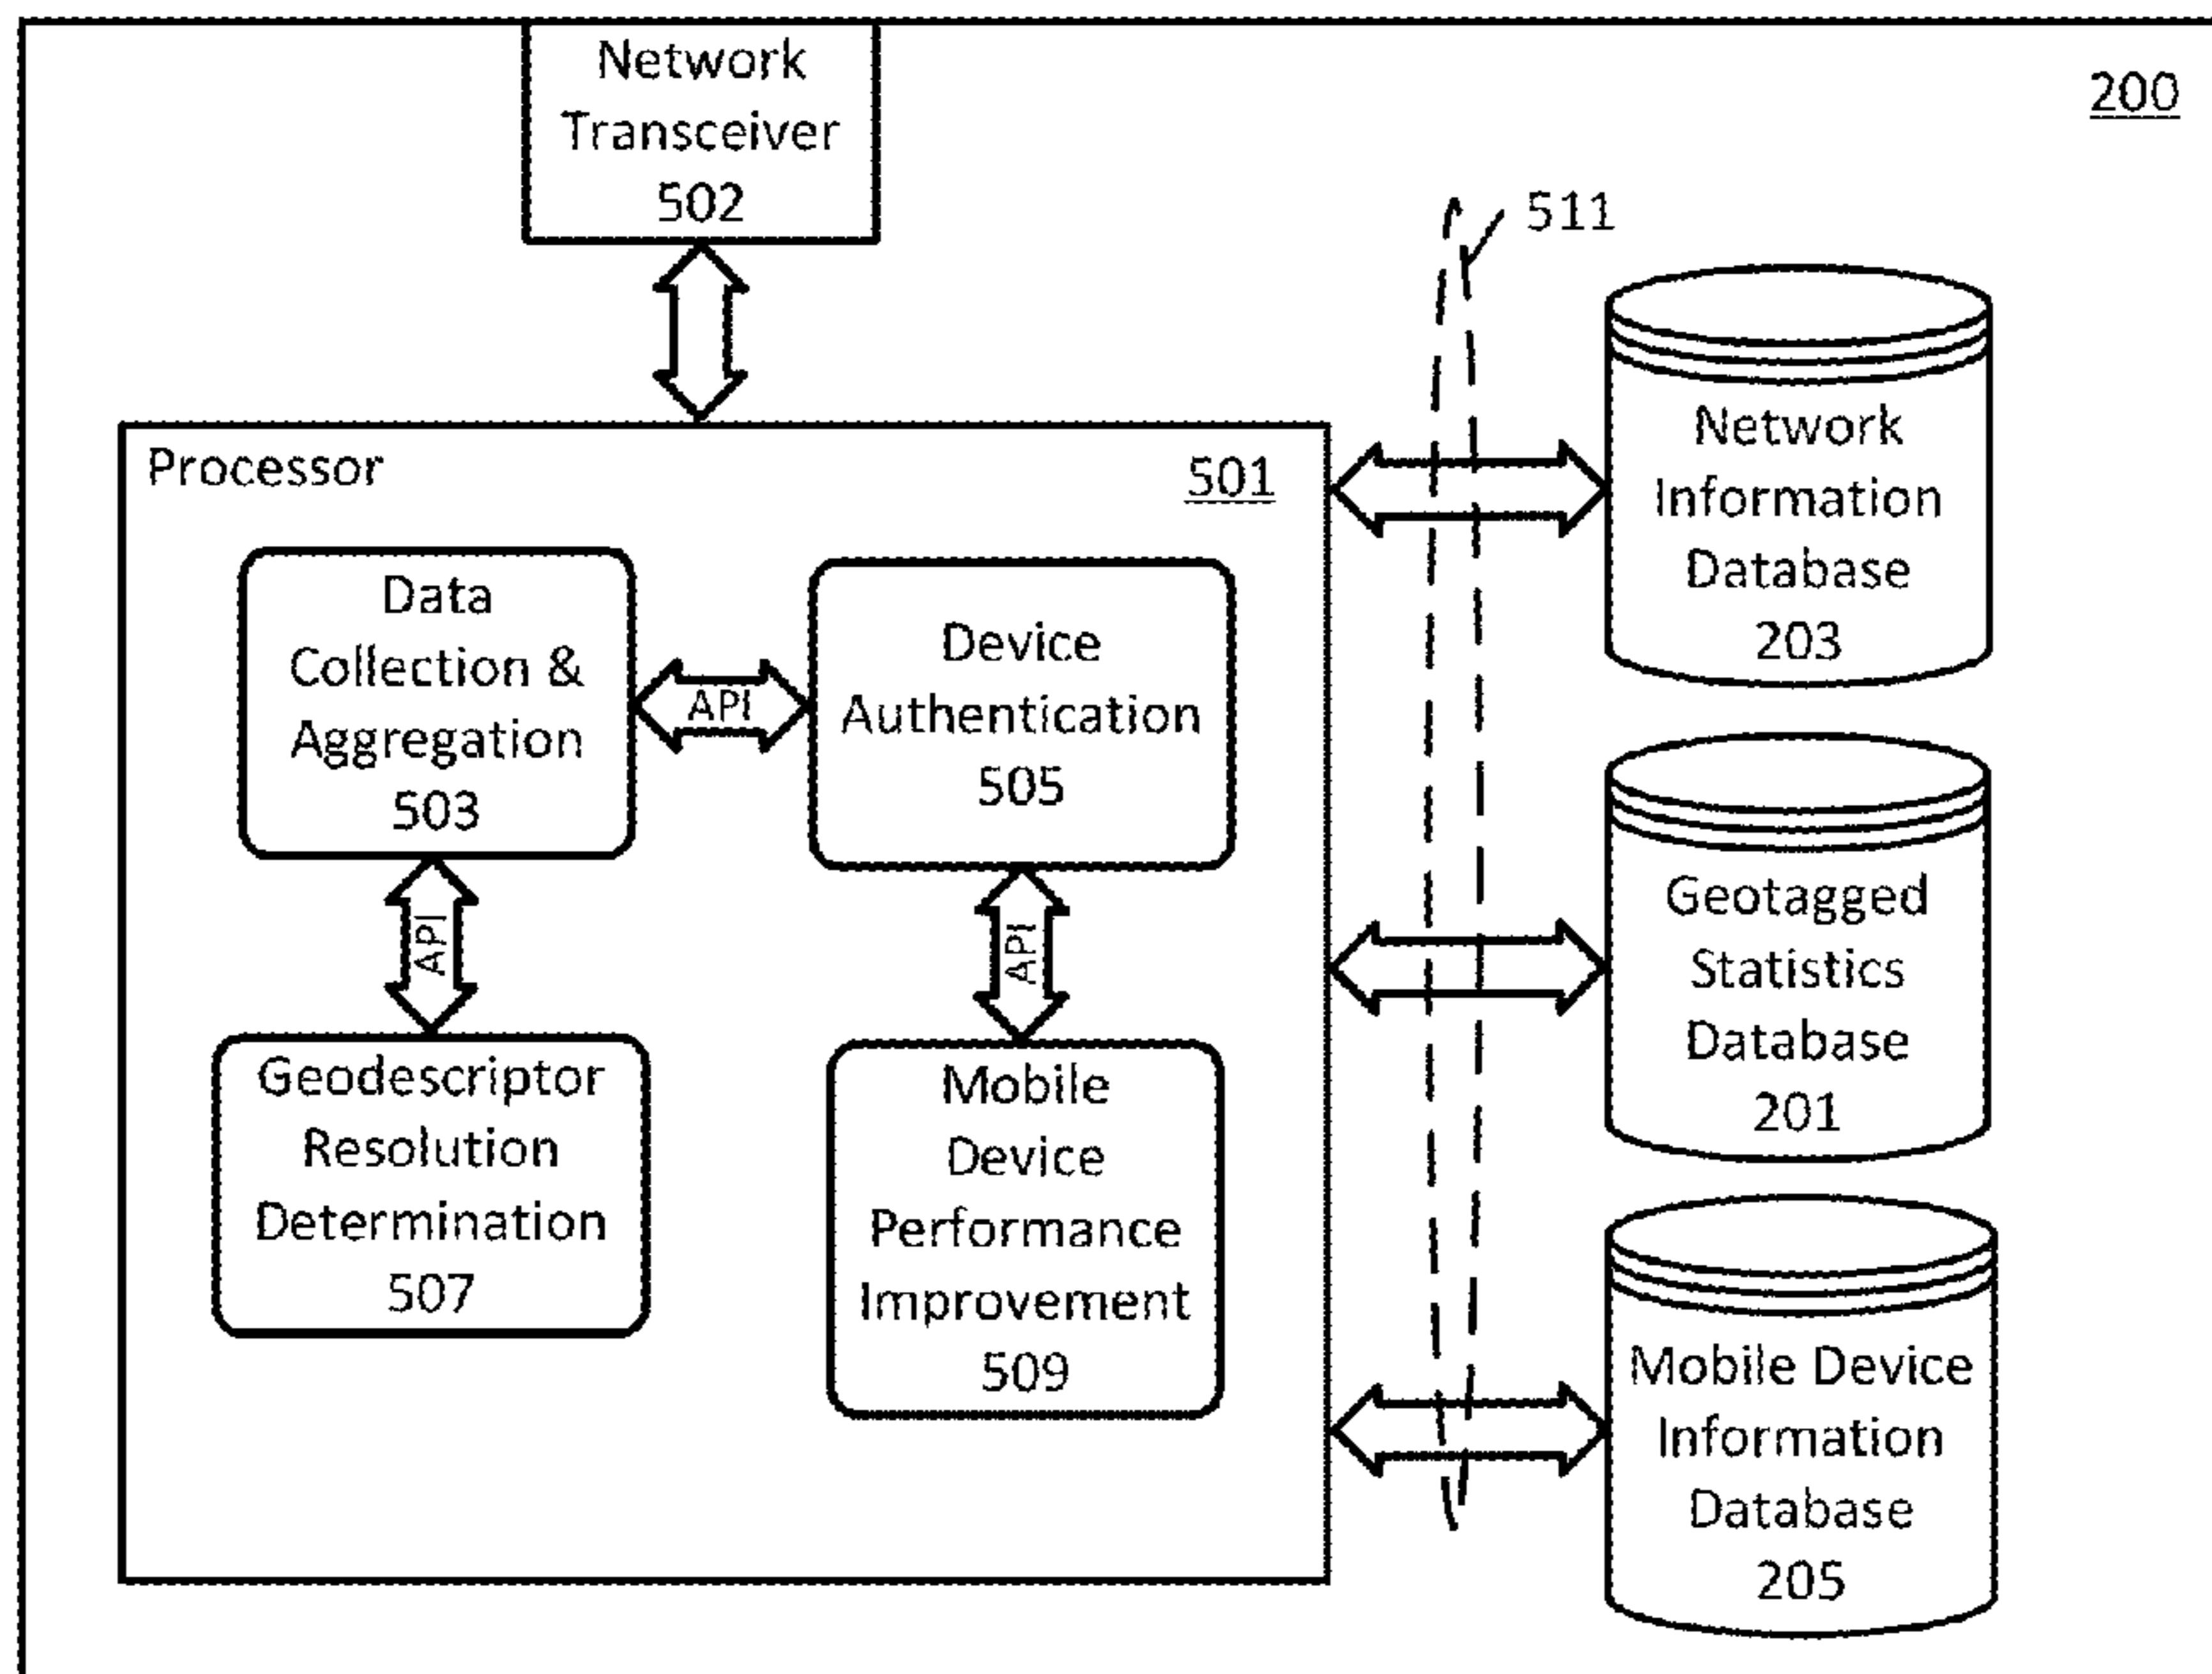 Network
Transceiver
502
200
511
Processor
501
Data
Collection &
Aggregation
503
API
Device
Authentication
505
API
API
Geodescriptor
Resolution
Determination
507
Mobile
Device
Performance
Improvement
509
Network
Information
Database
203
Geotagged
Statistics
Database
201
Mobile Device
Information
Database
205